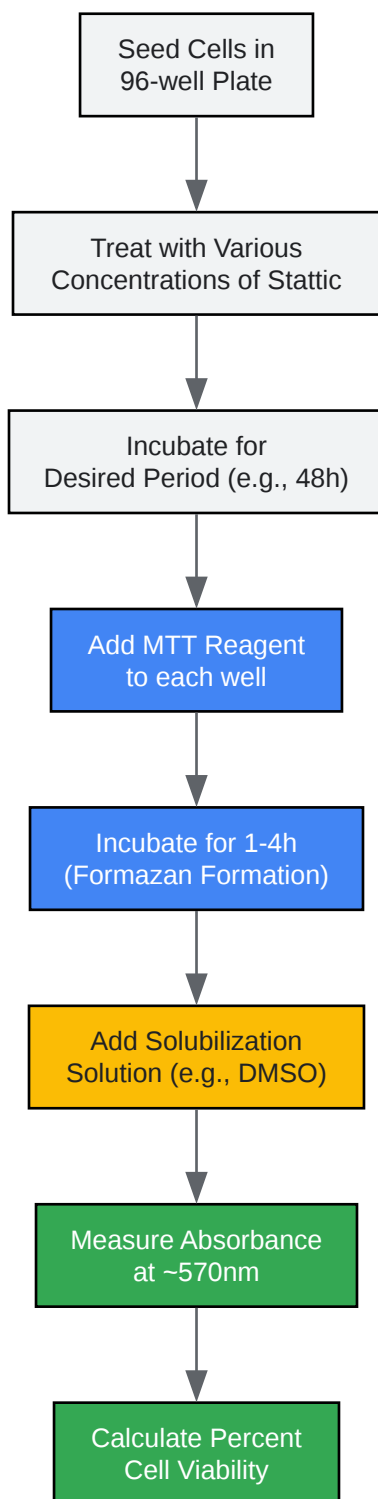 Seed Cells in
96-well Plate
Treat with Various
Concentrations of Stattic
Incubate for
Desired Period (e.g., 48h)
Add MTT Reagent
to each well
Incubate for 1-4h
(Formazan Formation)
Add Solubilization
Solution (e.g., DMSO)
Measure Absorbance
at ~570nm
Calculate Percent
Cell Viability